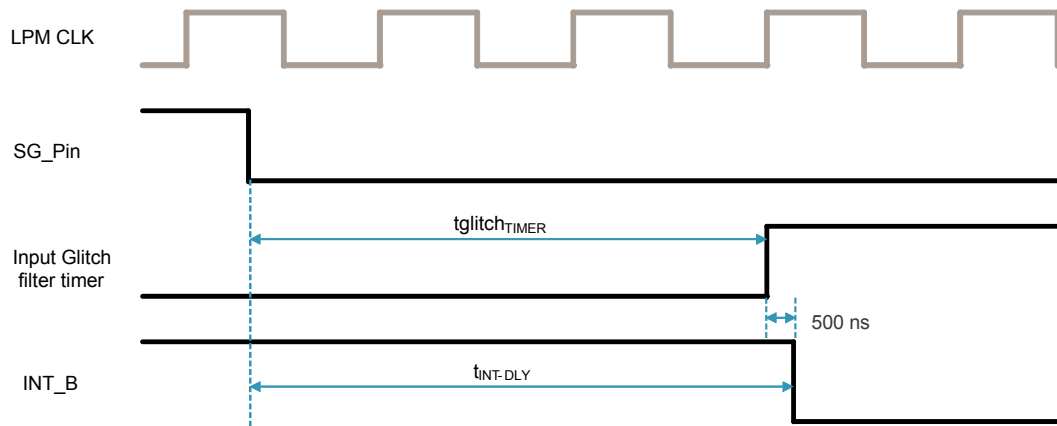 LPM CLK
SG_Pin
tglitchTIMER
Input Glitch
filter timer
500 ns
INT_B
tINT-DLY